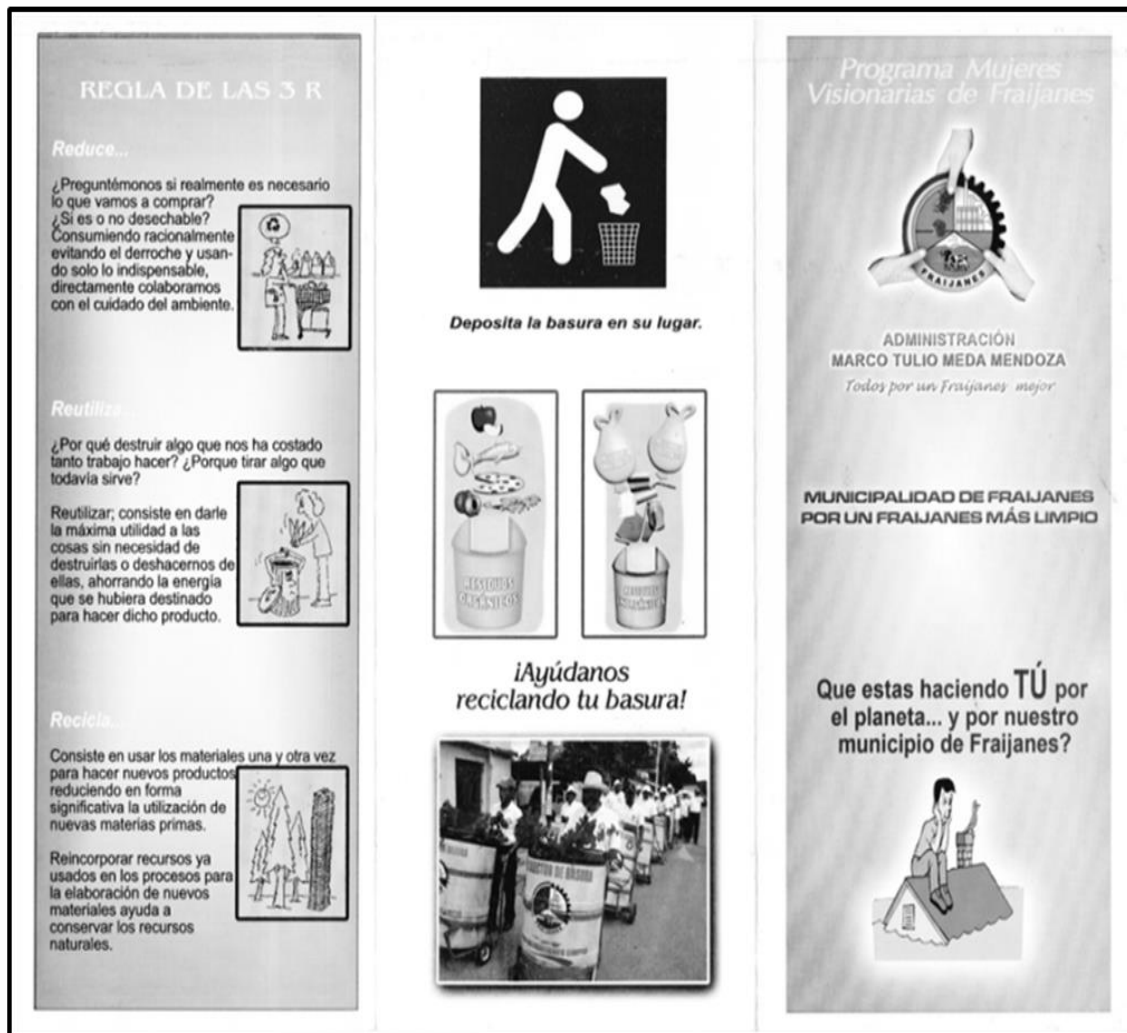 REGLA DE LAS 3 R
Reduce...
¿Preguntémonos si realmente es necesario
lo que vamos a comprar?
¿Si es o no desechable?
Consumiendo racionalmente
evitando el derroche y usan-
do solo lo indispensable,
directamente colaboramos
con el cuidado del ambiente.
Reutiliza...
¿Por qué destruir algo que nos ha costado
tanto trabajo hacer? ¿Porque tirar algo que
todavía sirve?
Reutilizar; consiste en darle
la máxima utilidad a las
cosas sin necesidad de
destruirlas o deshacernos de
ellas, ahorrando la energía
que se hubiera destinado
para hacer dicho producto.
Recicla...
Consiste en usar los materiales una y otra vez
para hacer nuevos productos
reduciendo en forma
significativa la utilización de
nuevas materias primas.
Reincorporar recursos ya
usados en los procesos para
la elaboración de nuevos
materiales ayuda a
conservar los recursos
naturales.
Deposita la basura en su lugar.
RESIDUOS
ORGÁNICOS
RESIDUOS
INORGÁNICOS
¡Ayúdanos
reciclando tu basura!
DE BASURA
Programa Mujeres
Visionarias de Fraijanes
FRAIJANES
ADMINISTRACIÓN
MARCO TULIO MEDA MENDOZA
Todos por un Fraijanes mejor
MUNICIPALIDAD DE FRAIJANES
POR UN FRAIJANES MÁS LIMPIO
Que estas haciendo TÚ por
el planeta... y por nuestro
municipio de Fraijanes?